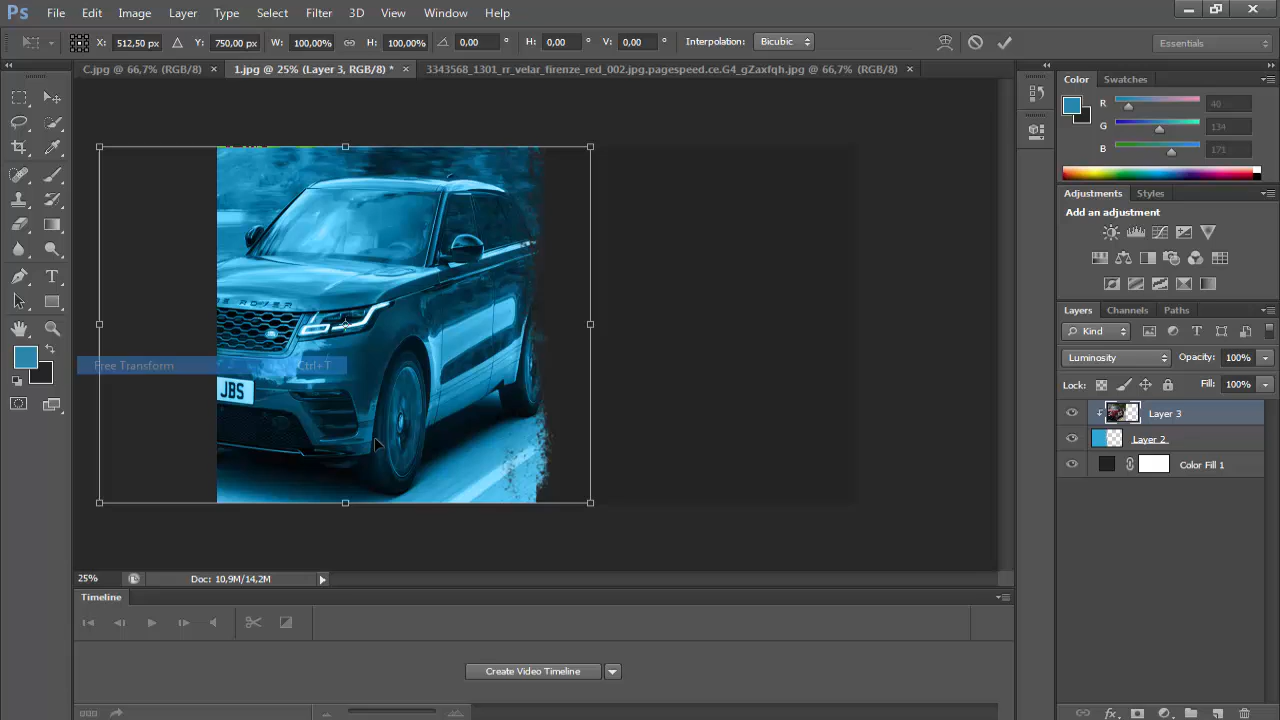 Ps File Edit Image Layer Type Select Filter 3D View Window Help
X: 512,50 px Y: 750,00 px W: 100,00% H: 100,00% 0,00 ° H: 0,00 ° V: 0,00 ° Interpolation: Bicubic Essentials
C.jpg @ 66,7% (RGB/8) × 1.jpg @ 25% (Layer 3, RGB/8) * × 3343568_1301_rr_velar_firenze_red_002.jpg.pagespeed.ce.G4_gZaxfqh.jpg @ 66,7% (RGB/8) ×
Color Swatches
R 40
G 134
B 171
Adjustments Styles
Add an adjustment
Layers Channels Paths
Kind
Luminosity Opacity: 100%
Lock: Fill: 100%
Layer 3
Layer 2
Color Fill 1
Free Transform Ctrl+T
JBS
25% Doc: 10,9M/14,2M
Timeline
Create Video Timeline
fx